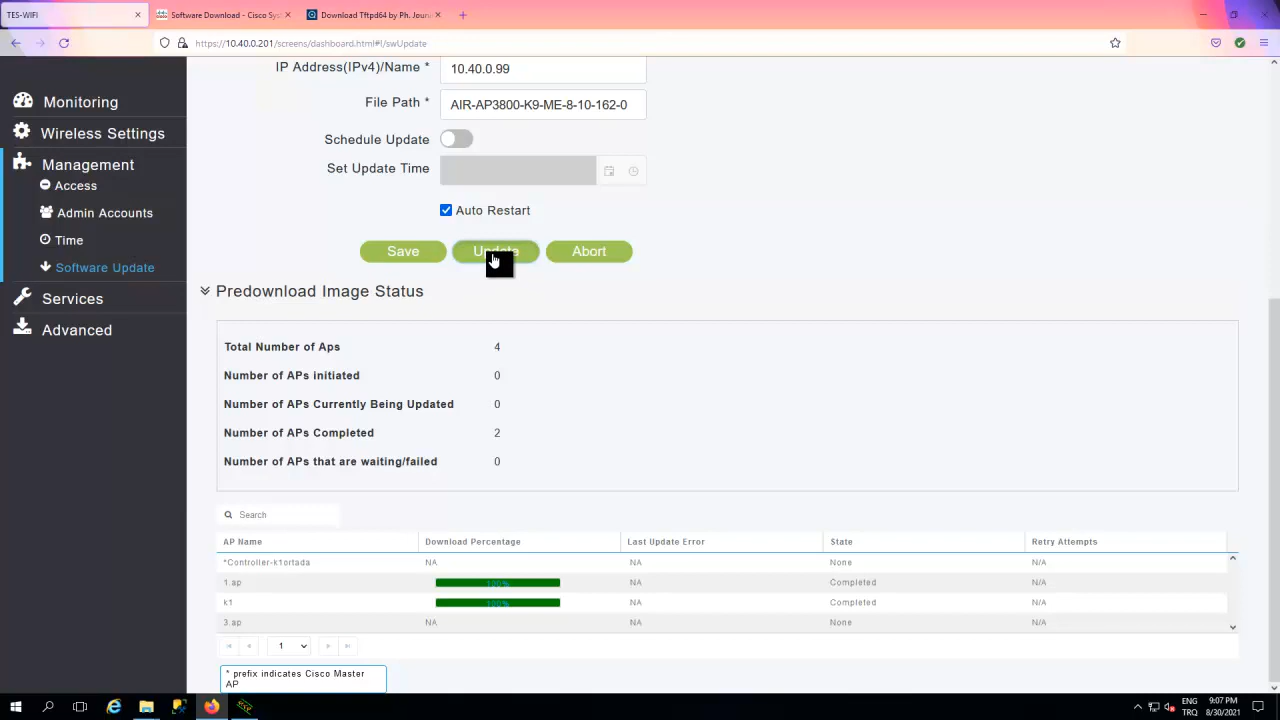 TES-WIFI
Software Download - Cisco Sys
Download Tftpd64 by Ph. Joun
https://10.40.0.201/screens/dashboard.html#!/swUpdate
Monitoring
Wireless Settings
Management
Access
Admin Accounts
Time
Software Update
Services
Advanced
IP Address(IPv4)/Name * 10.40.0.99
File Path * AIR-AP3800-K9-ME-8-10-162-0
Schedule Update
Set Update Time
Auto Restart
Save Update Abort
Predownload Image Status
Total Number of Aps 4
Number of APs initiated 0
Number of APs Currently Being Updated 0
Number of APs Completed 2
Number of APs that are waiting/failed 0
Search
AP Name Download Percentage Last Update Error State Retry Attempts
*Controller-k1ortada NA NA None N/A
1.ap 100% NA Completed N/A
k1 100% NA Completed N/A
3.ap NA NA None N/A
1
* prefix indicates Cisco Master
AP
ENG 9:07 PM
TRQ 8/30/2021